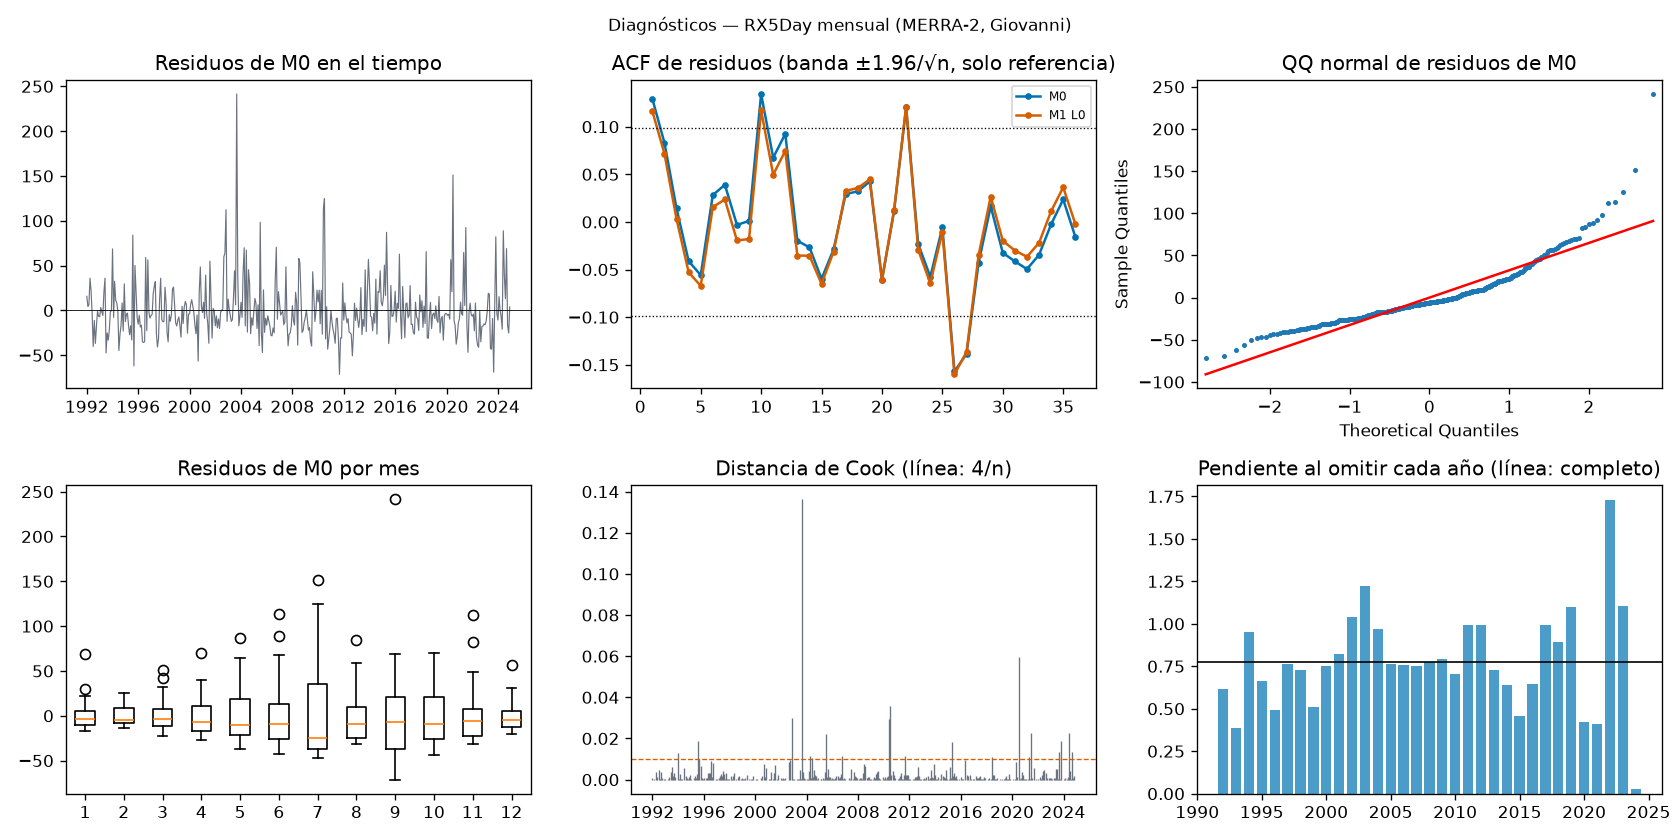 Diagnósticos — RX5Day mensual (MERRA-2, Giovanni)
Residuos de M0 en el tiempo
250
200
150
100
50
0
−50
1992 1996 2000 2004 2008 2012 2016 2020 2024
ACF de residuos (banda ±1.96/√n, solo referencia)
M0
M1 L0
0.10
0.05
0.00
−0.05
−0.10
−0.15
0 5 10 15 20 25 30 35
QQ normal de residuos de M0
Sample Quantiles
250
200
150
100
50
0
−50
−100
−2 −1 0 1 2
Theoretical Quantiles
Residuos de M0 por mes
250
200
150
100
50
0
−50
1 2 3 4 5 6 7 8 9 10 11 12
Distancia de Cook (línea: 4/n)
0.14
0.12
0.10
0.08
0.06
0.04
0.02
0.00
1992 1996 2000 2004 2008 2012 2016 2020 2024
Pendiente al omitir cada año (línea: completo)
1.75
1.50
1.25
1.00
0.75
0.50
0.25
0.00
1990 1995 2000 2005 2010 2015 2020 2025